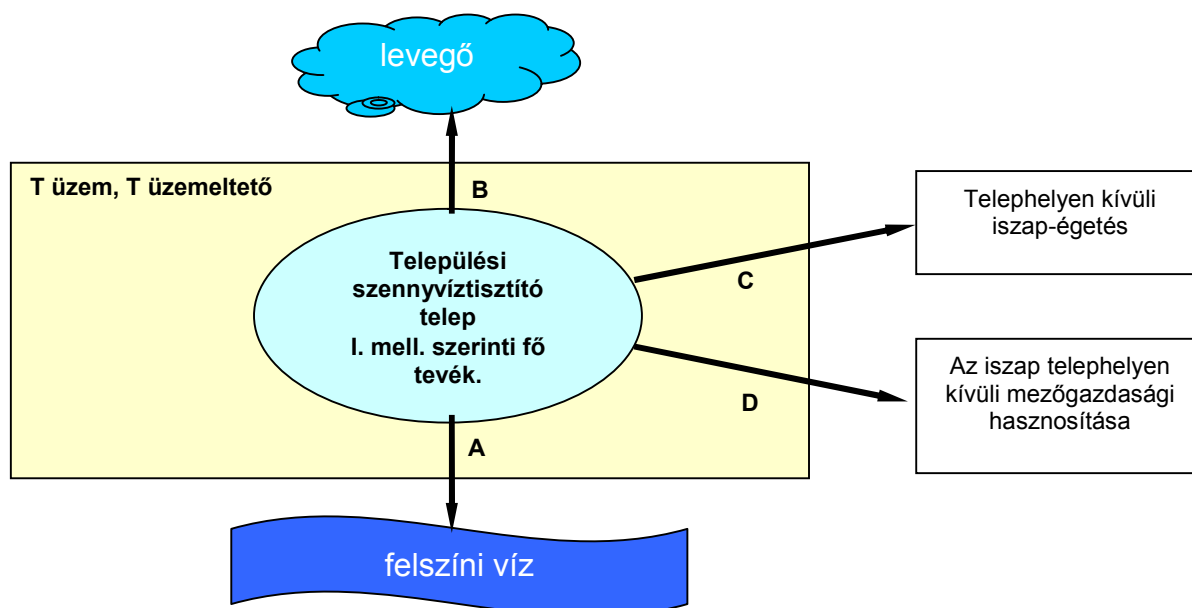 levegő
T üzem, T üzemeltető
B
Települési
szennyvíztisztító
telep
I. mell. szerinti fő
tevék.
C
Telephelyen kívüli
iszap-égetés
D
Az iszap telephelyen
kívüli mezőgazdasági
hasznosítása
A
felszíni víz